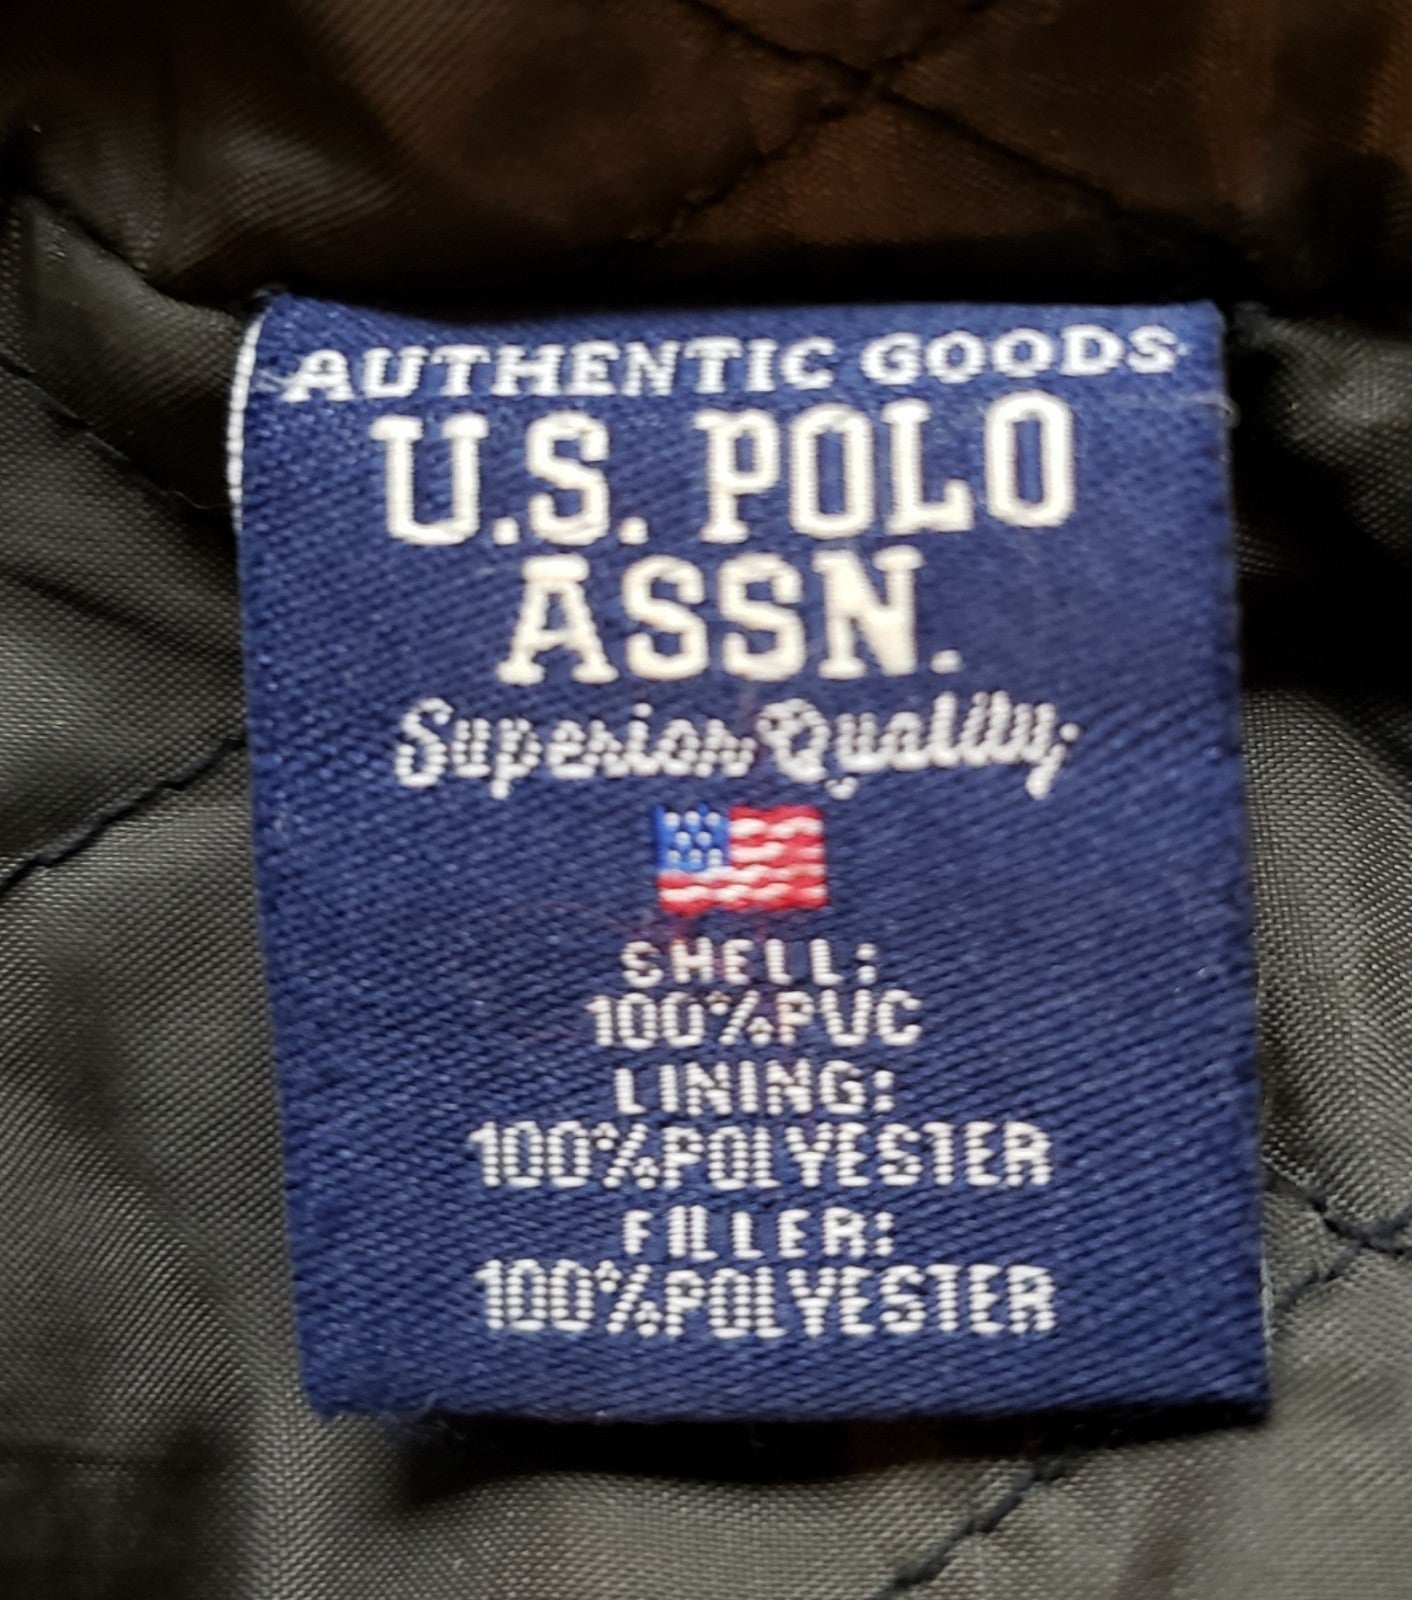 AUTHENTIC GOODS
U.S. POLO
ASSN.
Superior Quality
SHELL:
100%PVC
LINING:
100%POLYESTER
FILLER:
100%POLYESTER